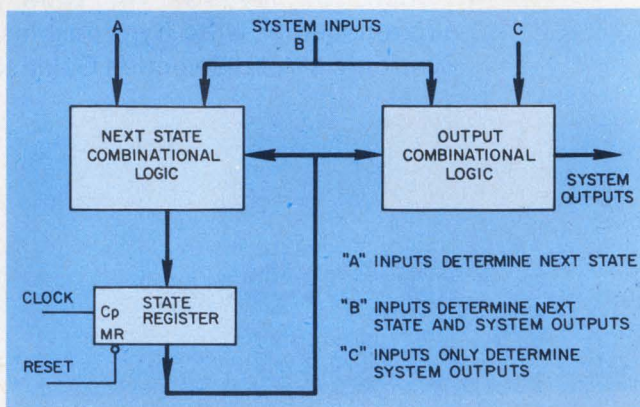 A
SYSTEM INPUTS
B
C
NEXT STATE
COMBINATIONAL
LOGIC
OUTPUT
COMBINATIONAL
LOGIC
SYSTEM
OUTPUTS
CLOCK
Cp
MR
STATE
REGISTER
RESET
"A" INPUTS DETERMINE NEXT STATE
"B" INPUTS DETERMINE NEXT
STATE AND SYSTEM OUTPUTS
"C" INPUTS ONLY DETERMINE
SYSTEM OUTPUTS